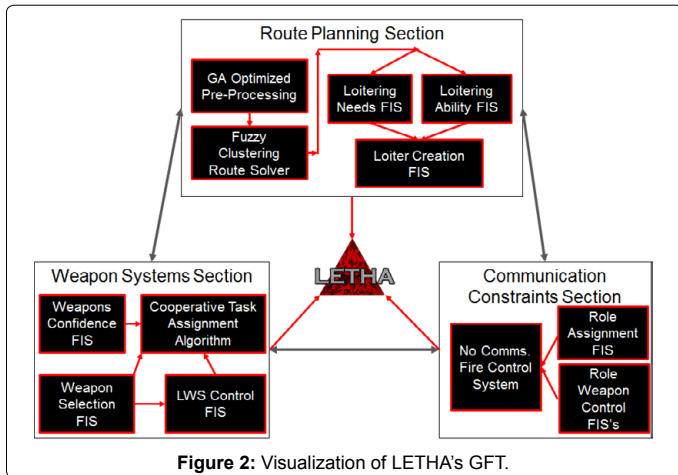 Route Planning Section
GA Optimized
Pre-Processing
Fuzzy
Clustering
Route Solver
Loitering
Needs FIS
Loitering
Ability FIS
Loiter Creation
FIS
LETHA
Weapon Systems Section
Weapons
Confidence
FIS
Cooperative Task
Assignment
Algorithm
Weapon
Selection
FIS
LWS Control
FIS
Communication
Constraints Section
No Comms.
Fire Control
System
Role
Assignment
FIS
Role
Weapon
Control
FIS's
Figure 2: Visualization of LETHA's GFT.